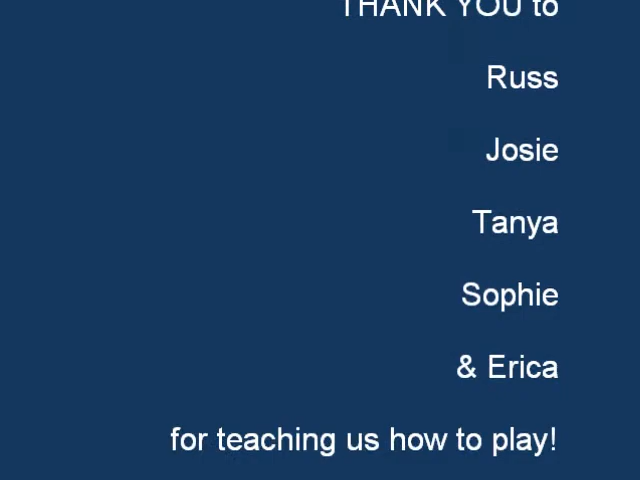 THANK YOU to
Russ
Josie
Tanya
Sophie
& Erica
for teaching us how to play!